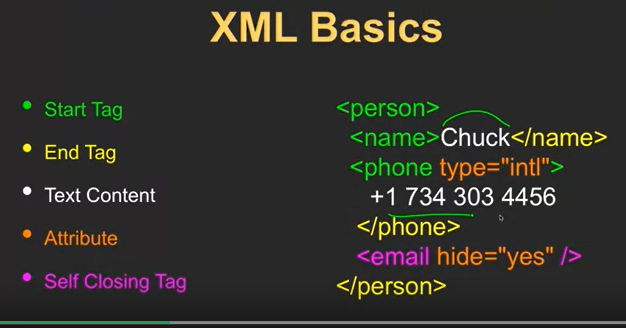 XML Basics
• Start Tag
• End Tag
• Text Content
• Attribute
• Self Closing Tag
<person>
<name>Chuck</name>
<phone type="intl">
+1 734 303 4456
</phone>
<email hide="yes" />
</person>